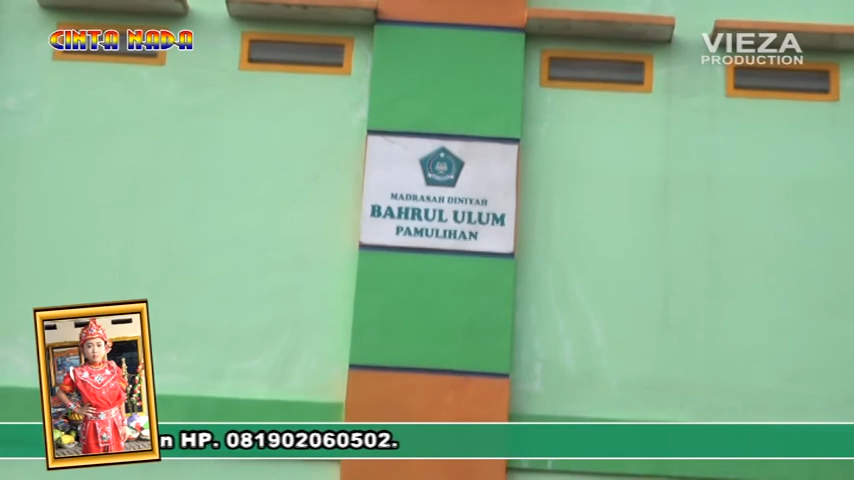 CINTA NADA
VIEZA
PRODUCTION
MADRASAH DINIYAH
BAHRUL ULUM
PAMULIHAN
n HP. 081902060502.